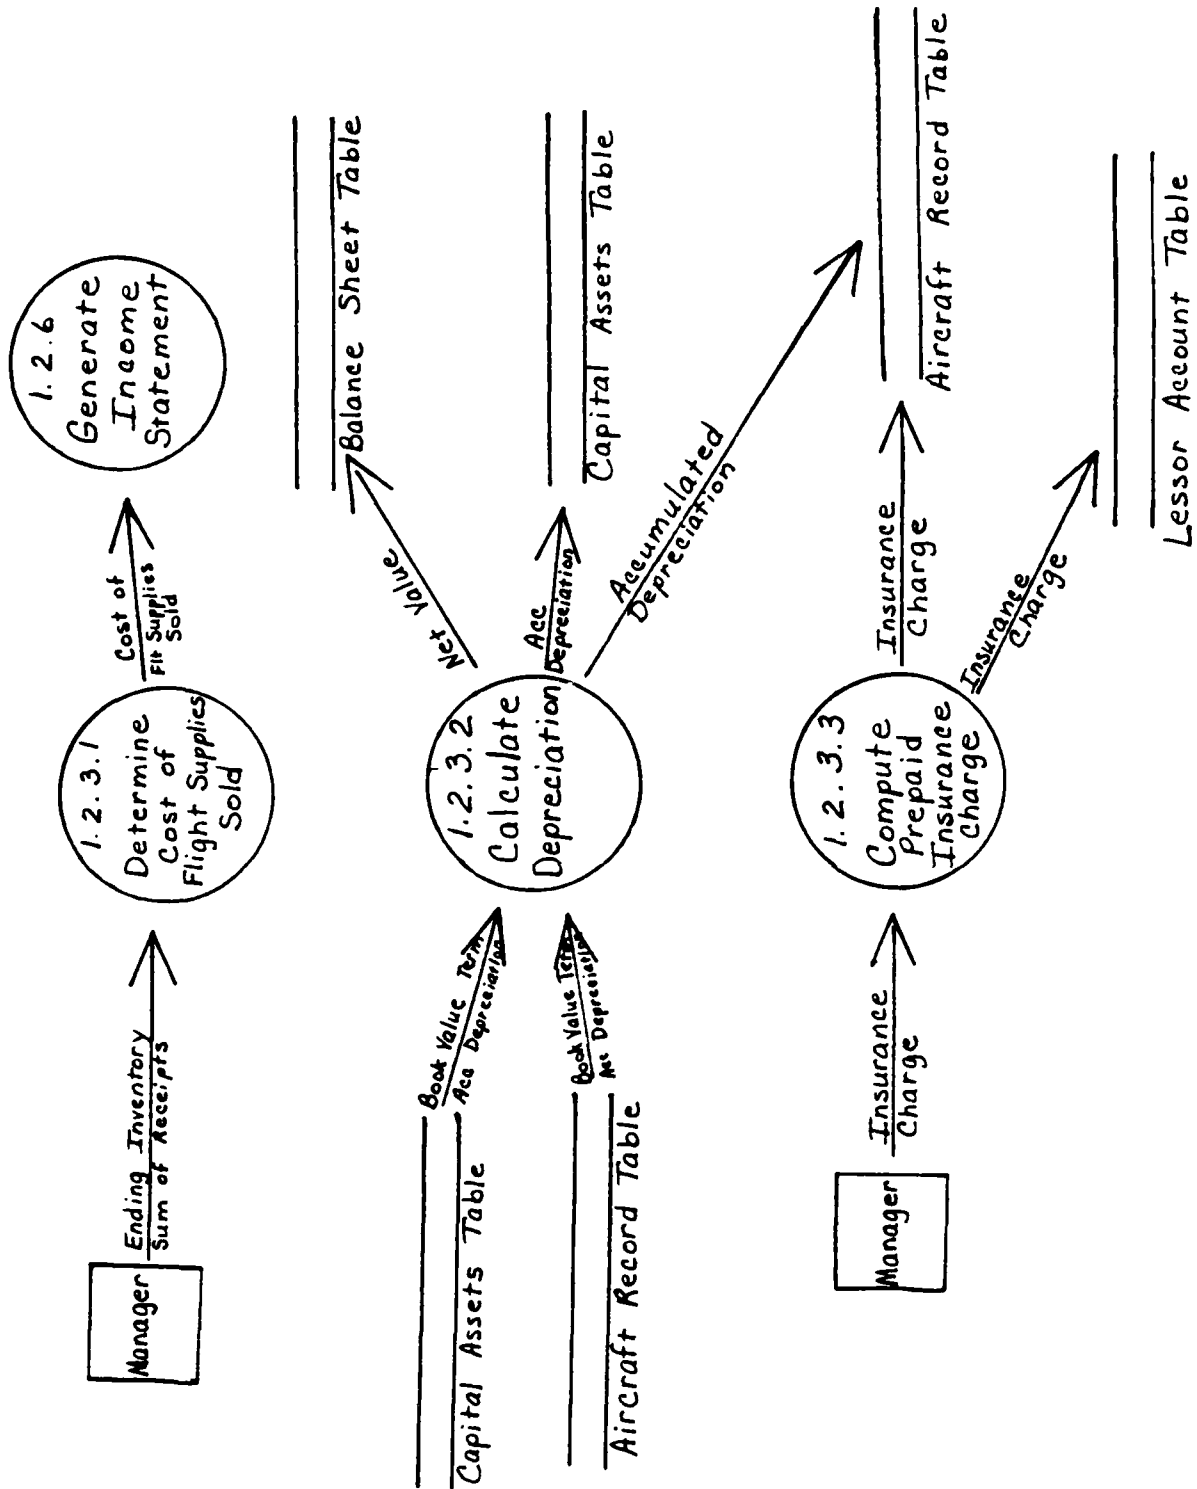 Manager
Ending Inventory
Sum of Receipts
1.2.3.1
Determine
Cost of
Flight Supplies
Sold
Cost of
Flt Supplies
Sold
1.2.6
Generate
Income
Statement
Capital Assets Table
Book Value Term
Acc Depreciation
Aircraft Record Table
Book Value Term
Acc Depreciation
1.2.3.2
Calculate
Depreciation
Net Value
Balance Sheet Table
Acc
Depreciation
Capital Assets Table
Accumulated
Depreciation
Aircraft Record Table
Manager
Insurance
Charge
1.2.3.3
Compute
Prepaid
Insurance
Charge
Insurance
Charge
Insurance
Charge
Lessor Account Table